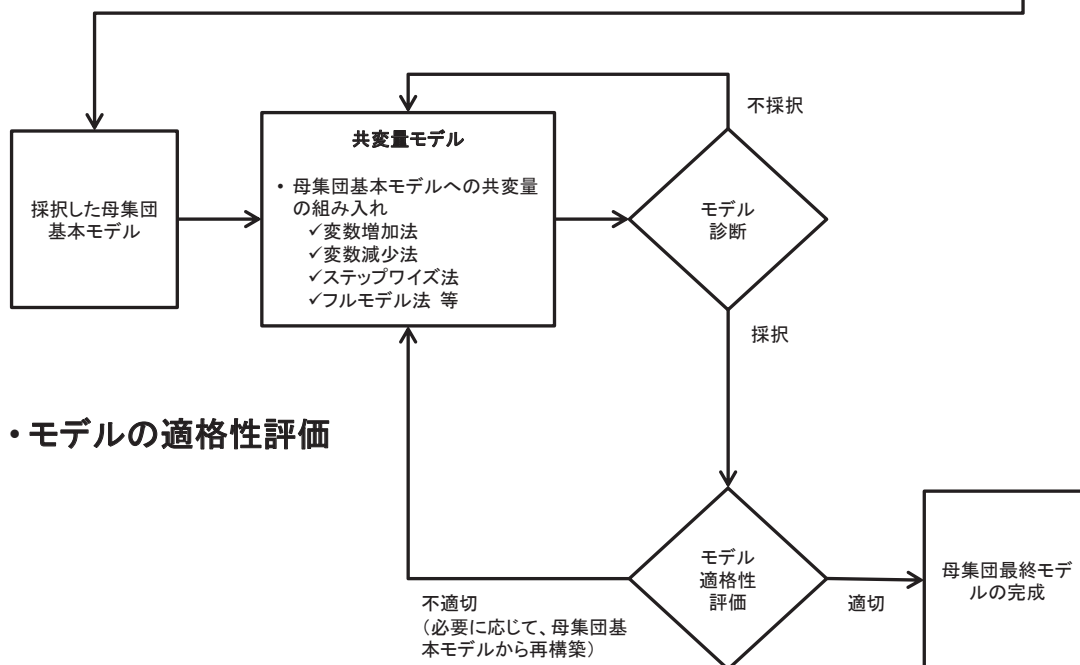 不採択
共変量モデル
• 母集団基本モデルへの共変量
の組み入れ
✓変数増加法
✓変数減少法
✓ステップワイズ法
✓フルモデル法 等
採択した母集団
基本モデル
モデル
診断
採択
•モデルの適格性評価
モデル
適格性
評価
母集団最終モデ
ルの完成
適切
不適切
(必要に応じて、母集団基
本モデルから再構築)